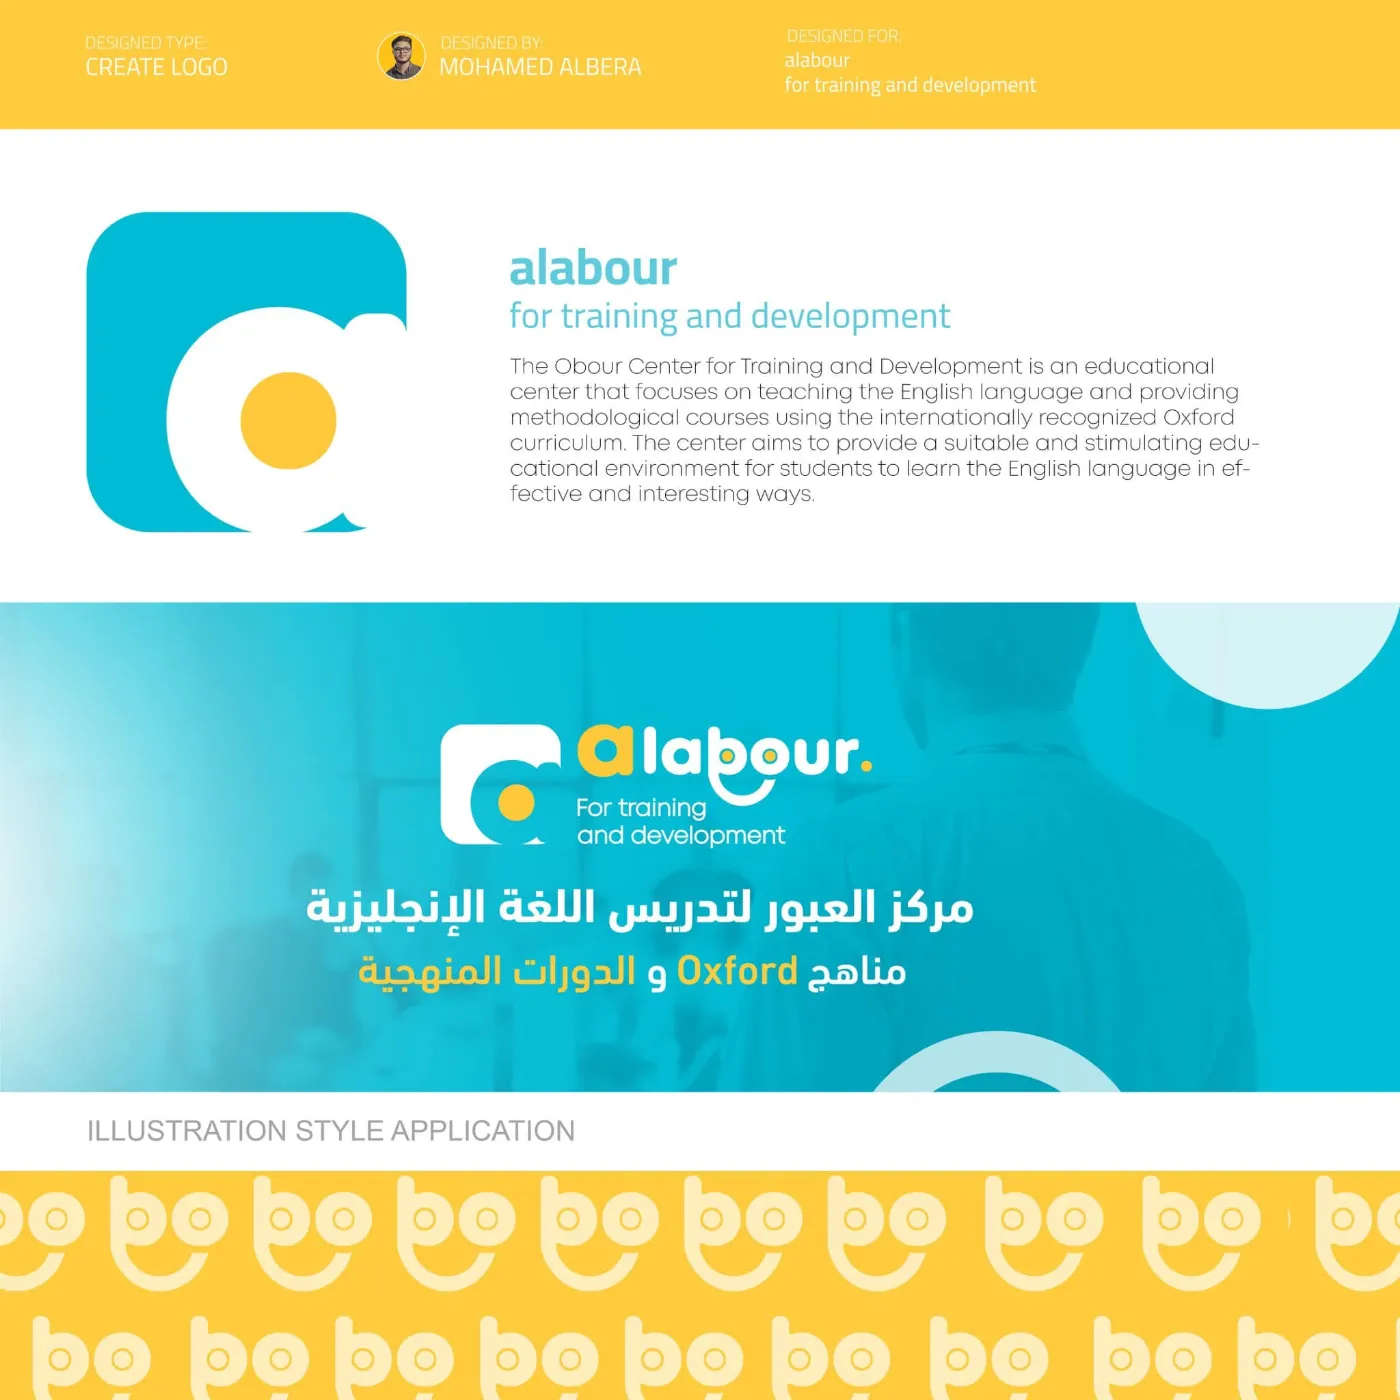 DESIGNED TYPE:
CREATE LOGO
DESIGNED BY:
MOHAMED ALBERA
DESIGNED FOR:
alabour
for training and development
alabour
for training and development
The Obour Center for Training and Development is an educational
center that focuses on teaching the English language and providing
methodological courses using the internationally recognized Oxford
curriculum. The center aims to provide a suitable and stimulating edu-
cational environment for students to learn the English language in ef-
fective and interesting ways.
alabour.
For training
and development
مركز العبور لتدريس اللغة الإنجليزية
مناهج Oxford و الدورات المنهجية
ILLUSTRATION STYLE APPLICATION